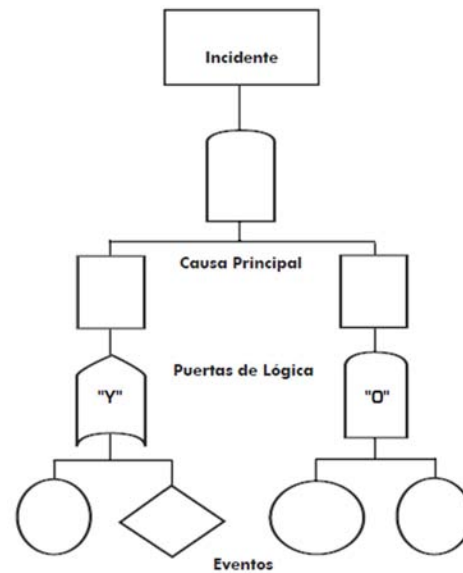 Incidente
Causa Principal
Puertas de Lógica
"Y"
"O"
Eventos